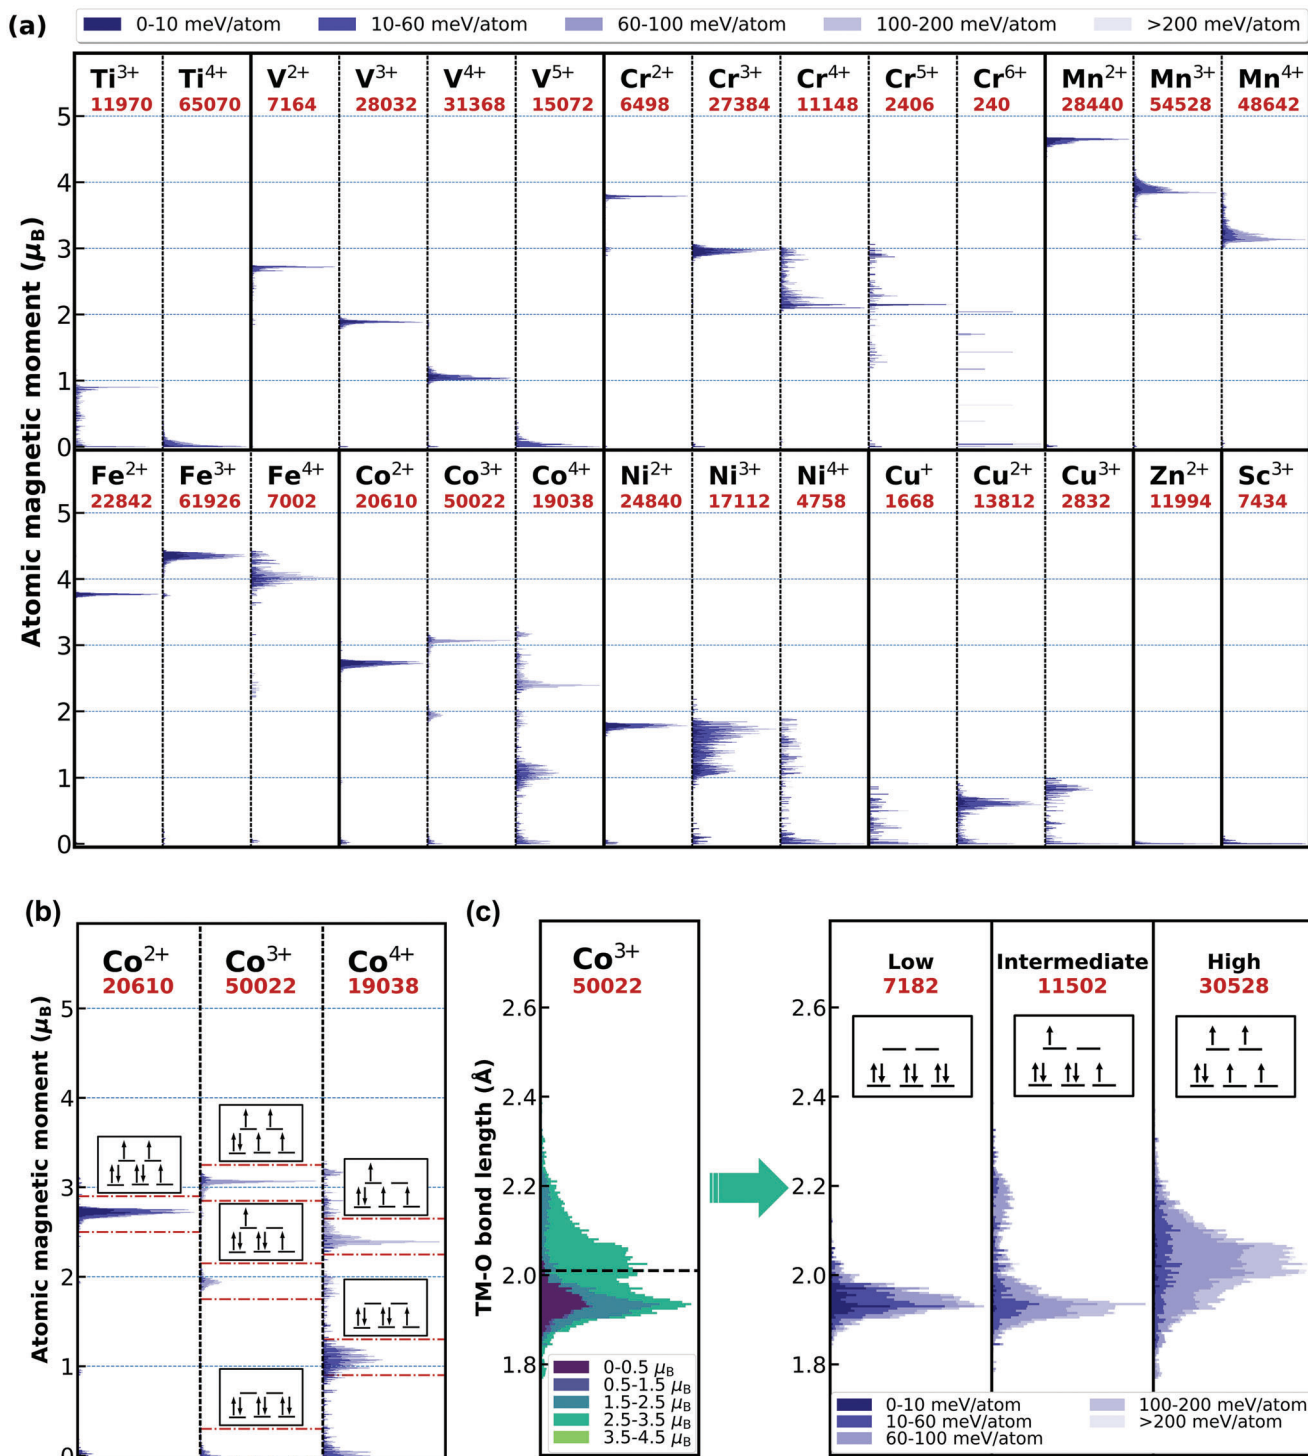 (a)
0-10 meV/atom 10-60 meV/atom 60-100 meV/atom 100-200 meV/atom >200 meV/atom
Ti³⁺ Ti⁴⁺ V²⁺ V³⁺ V⁴⁺ V⁵⁺ Cr²⁺ Cr³⁺ Cr⁴⁺ Cr⁵⁺ Cr⁶⁺ Mn²⁺ Mn³⁺ Mn⁴⁺
11970 65070 7164 28032 31368 15072 6498 27384 11148 2406 240 28440 54528 48642
5
4
3
2
1
0
Atomic magnetic moment (μ_B)
Fe²⁺ Fe³⁺ Fe⁴⁺ Co²⁺ Co³⁺ Co⁴⁺ Ni²⁺ Ni³⁺ Ni⁴⁺ Cu⁺ Cu²⁺ Cu³⁺ Zn²⁺ Sc³⁺
22842 61926 7002 20610 50022 19038 24840 17112 4758 1668 13812 2832 11994 7434
5
4
3
2
1
0
(b)
Co²⁺ Co³⁺ Co⁴⁺
20610 50022 19038
5
4
3
2
1
0
Atomic magnetic moment (μ_B)
(c)
Co³⁺
50022
2.6
2.4
2.2
2.0
1.8
TM-O bond length (Å)
0-0.5 μ_B
0.5-1.5 μ_B
1.5-2.5 μ_B
2.5-3.5 μ_B
3.5-4.5 μ_B
Low Intermediate High
7182 11502 30528
2.6
2.4
2.2
2.0
1.8
0-10 meV/atom 100-200 meV/atom
10-60 meV/atom >200 meV/atom
60-100 meV/atom